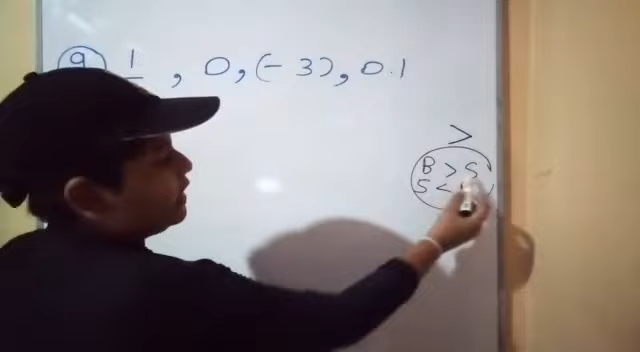 9 1 , 0, (- 3), 0.1
>
B > S
S <